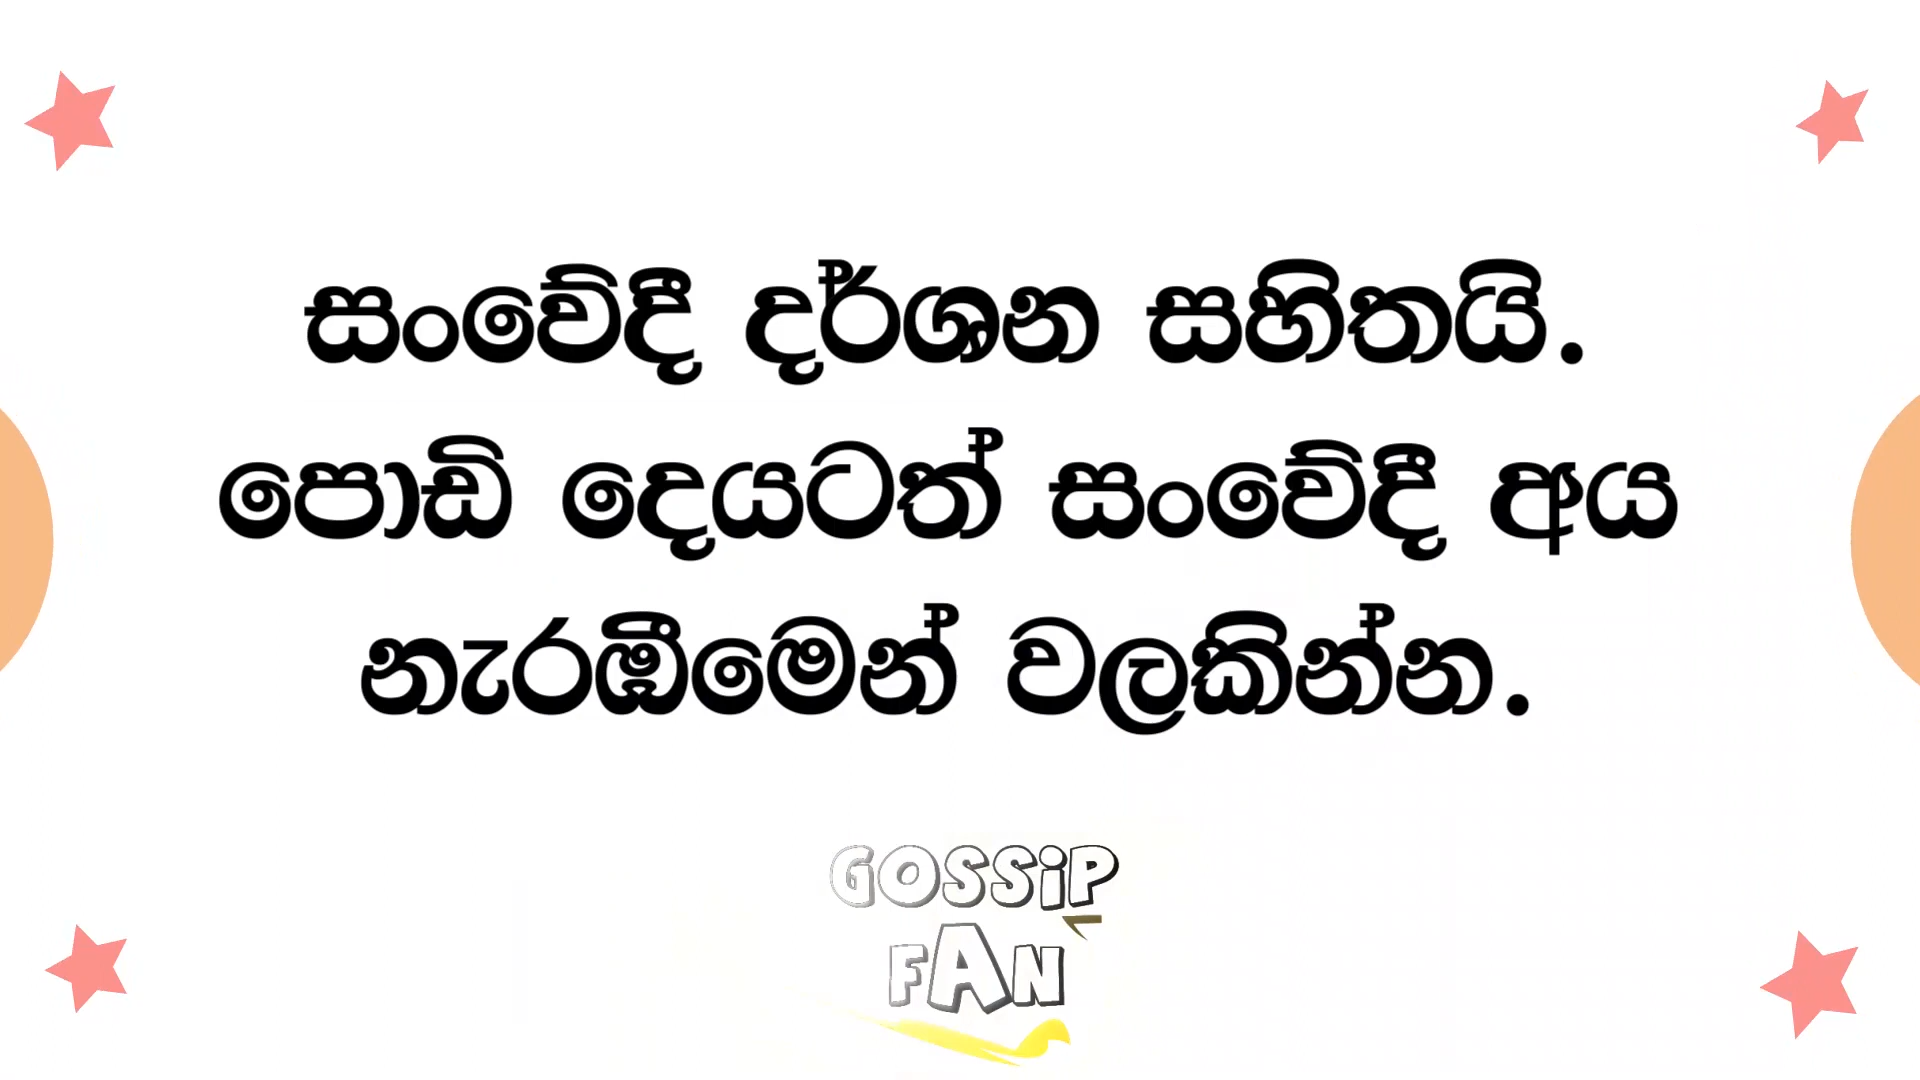 සංවේදී දර්ශන සහිතයි.
පොඩි දෙයටත් සංවේදී අය
නැරඹීමෙන් වලකින්න.
GOSSiP
FAN